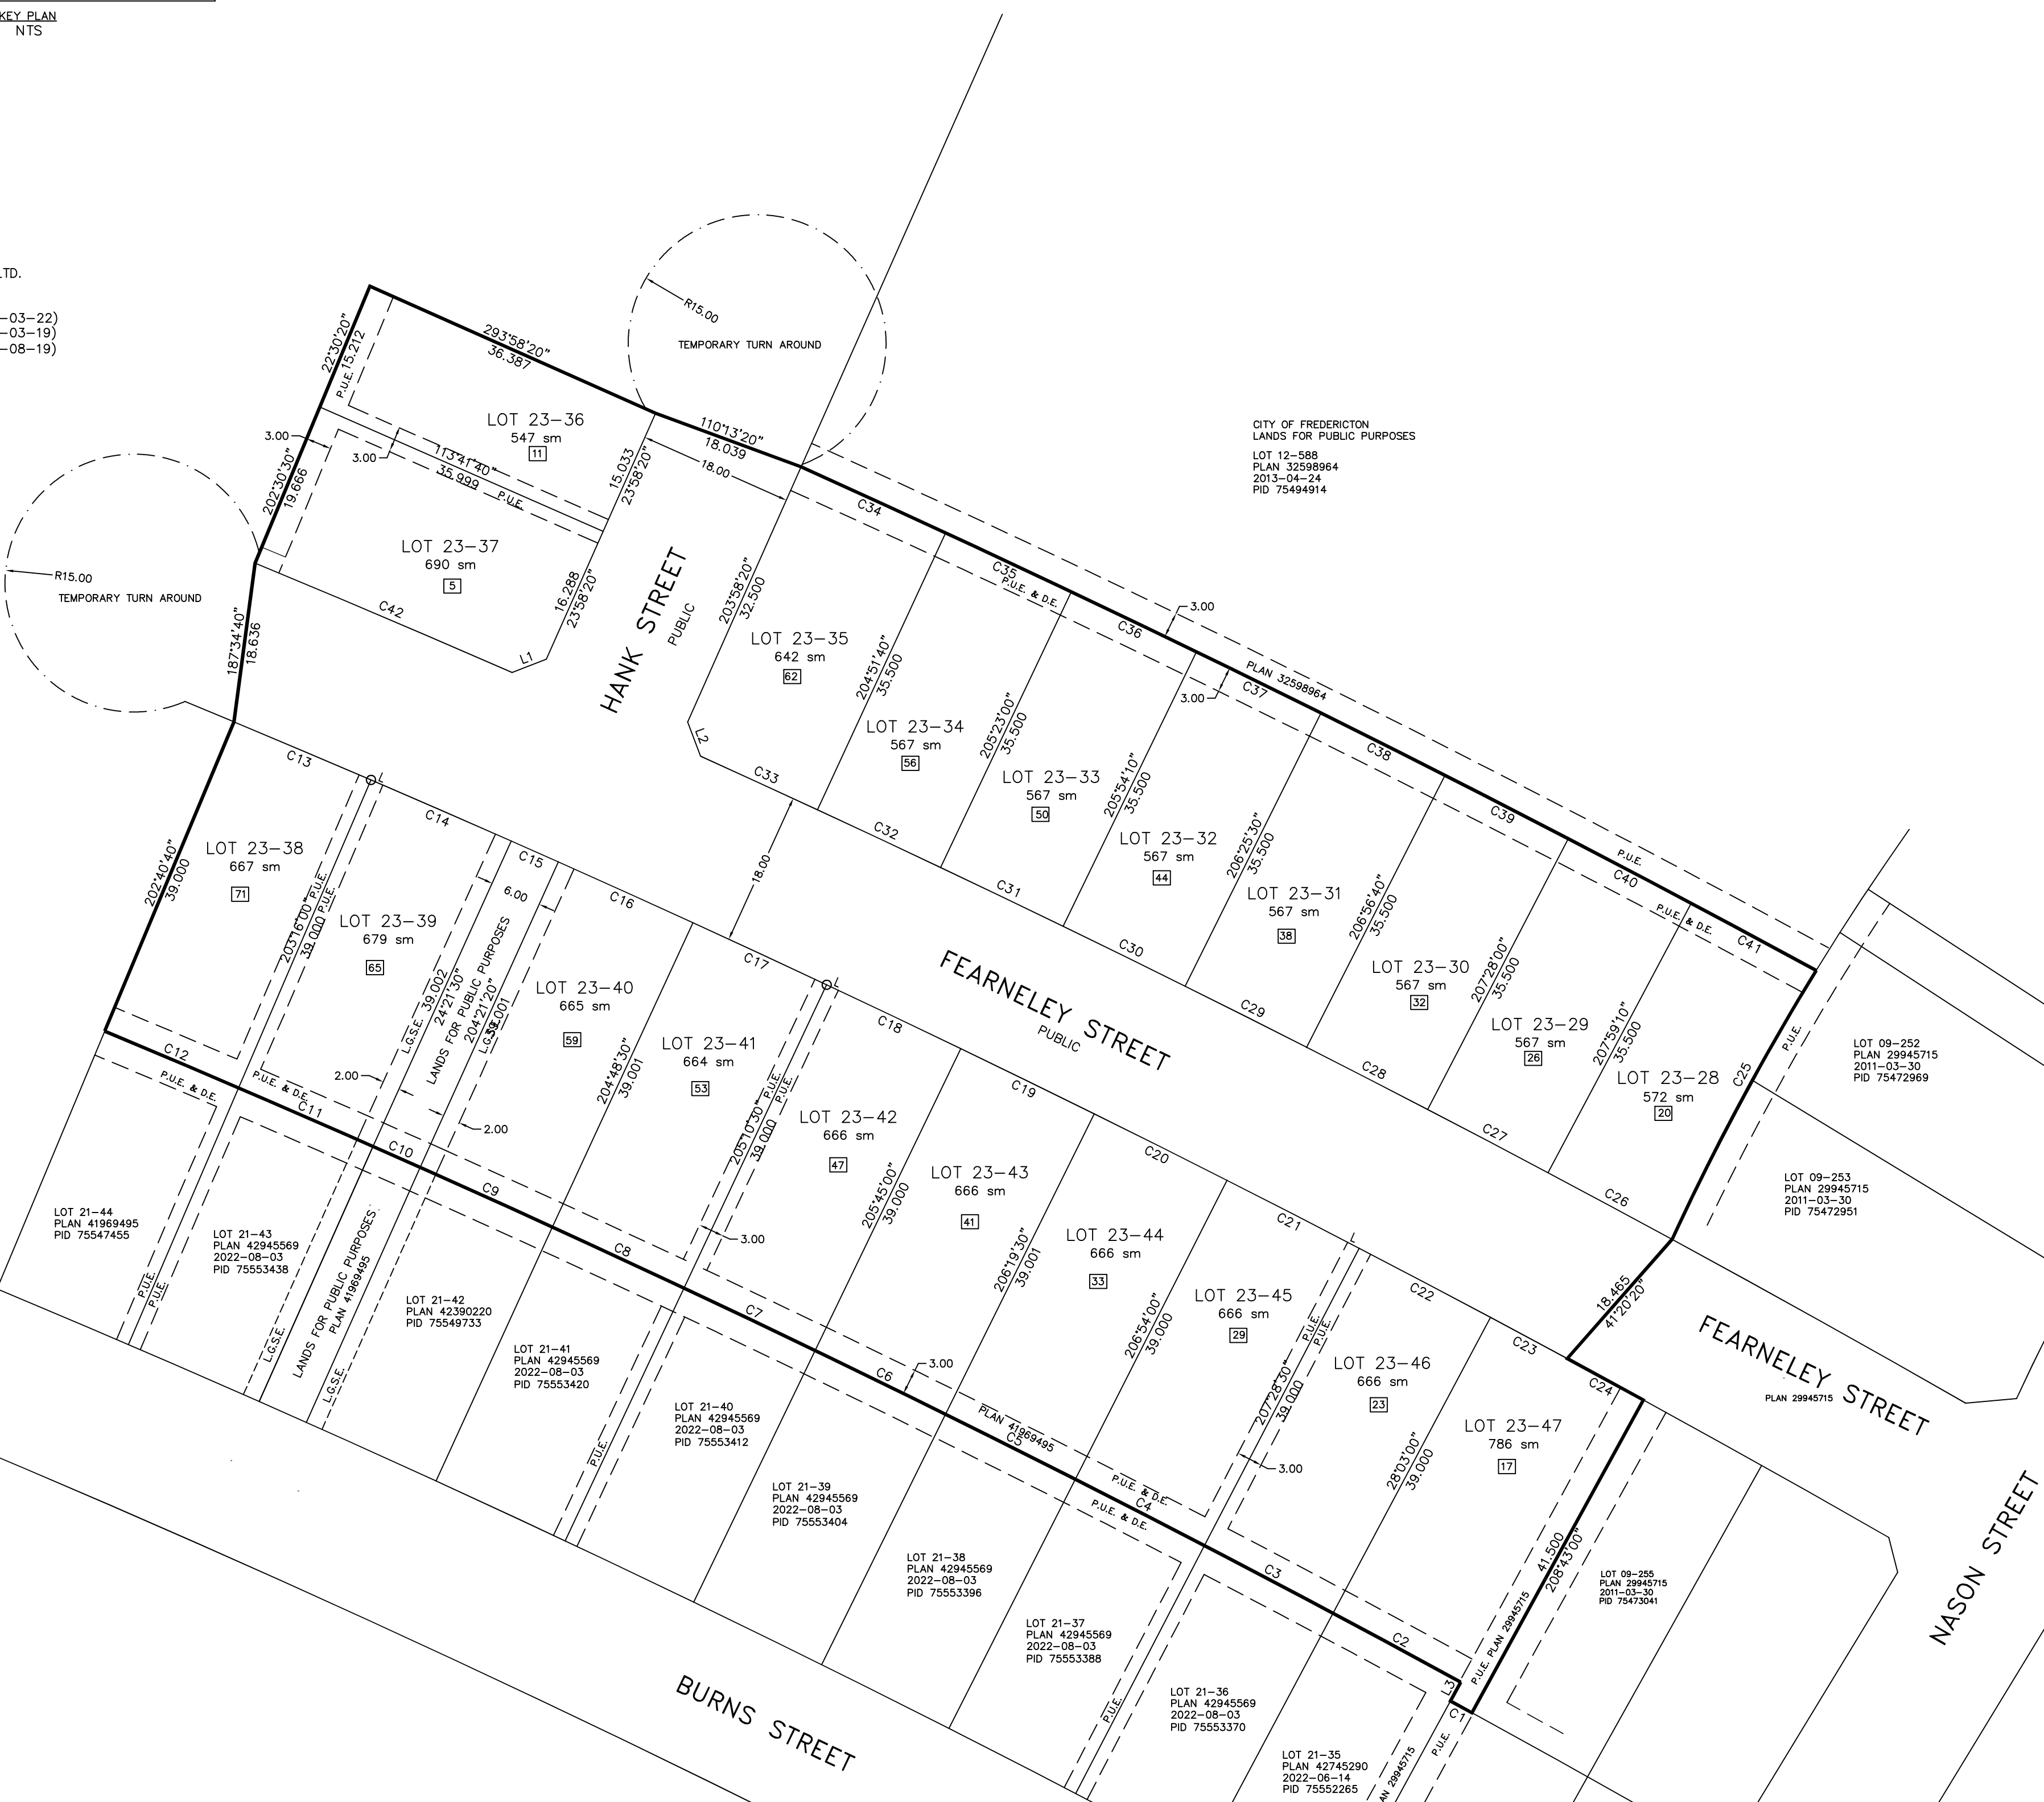 KEY PLAN
NTS
LTD.
-03-22)
-03-19)
-08-19)
R15.00
TEMPORARY TURN AROUND
22°30'20"
P.U.E. 15.212
293°58'20"
36.387
110°13'20"
18.039
18.00
LOT 23-36
547 sm
11
3.00
3.00
113°41'40"
35.999
P.U.E.
15.033
23°58'20"
202°30'30"
19.666
LOT 23-37
690 sm
5
16.288
23°58'20"
C42
L1
R15.00
TEMPORARY TURN AROUND
187°34'40"
18.636
HANK STREET
PUBLIC
CITY OF FREDERICTON
LANDS FOR PUBLIC PURPOSES
LOT 12-588
PLAN 32598964
2013-04-24
PID 75494914
C34
C35
P.U.E. & D.E.
C36
3.00
PLAN 32598964
C37
3.00
C38
C39
P.U.E.
C40
P.U.E. & D.E.
C41
203°58'20"
32.500
LOT 23-35
642 sm
62
L2
C33
204°51'40"
35.500
LOT 23-34
567 sm
56
C32
205°23'00"
35.500
LOT 23-33
567 sm
50
C31
205°54'10"
35.500
LOT 23-32
567 sm
44
C30
206°25'30"
35.500
LOT 23-31
567 sm
38
C29
206°56'40"
35.500
LOT 23-30
567 sm
32
C28
207°28'00"
35.500
LOT 23-29
567 sm
26
C27
207°59'10"
35.500
LOT 23-28
572 sm
20
C26
C25
P.U.E.
LOT 09-252
PLAN 29945715
2011-03-30
PID 75472969
LOT 09-253
PLAN 29945715
2011-03-30
PID 75472951
18.00
FEARNELEY STREET
PUBLIC
18.465
41°20'20"
FEARNELEY STREET
PLAN 29945715
NASON STREET
C13
L
C14
C15
C16
C17
L
C18
C19
C20
C21
L
C22
C23
C24
202°40'40"
39.000
LOT 23-38
667 sm
71
203°16'00" P.U.E.
39.000 P.U.E.
LOT 23-39
679 sm
65
6.00
L.G.S.E. 39.002
24°21'30"
LANDS FOR PUBLIC PURPOSES
204°21'20"
39.001
L.G.S.E.
2.00
2.00
LOT 23-40
665 sm
59
204°48'30"
39.001
LOT 23-41
664 sm
53
205°10'30" P.U.E.
39.000 P.U.E.
3.00
LOT 23-42
666 sm
47
205°45'00"
39.000
LOT 23-43
666 sm
41
206°19'30"
39.001
LOT 23-44
666 sm
33
206°54'00"
39.000
LOT 23-45
666 sm
29
P.U.E.
P.U.E.
207°28'30"
39.000
3.00
LOT 23-46
666 sm
23
28°03'00"
39.000
LOT 23-47
786 sm
17
41.500
208°43'00"
P.U.E. PLAN 29945715
LOT 09-255
PLAN 29945715
2011-03-30
PID 75473041
C12
P.U.E. & D.E.
P.U.E. & D.E.
C11
C10
C9
C8
C7
3.00
C6
PLAN 41969495
C5
P.U.E. & D.E.
C4
P.U.E. & D.E.
C3
C2
L3
C1
LOT 21-44
PLAN 41969495
PID 75547455
P.U.E.
P.U.E.
LOT 21-43
PLAN 42945569
2022-08-03
PID 75553438
L.G.S.E.
LANDS FOR PUBLIC PURPOSES
PLAN 41969495
L.G.S.E.
LOT 21-42
PLAN 42390220
PID 75549733
LOT 21-41
PLAN 42945569
2022-08-03
PID 75553420
P.U.E.
LOT 21-40
PLAN 42945569
2022-08-03
PID 75553412
LOT 21-39
PLAN 42945569
2022-08-03
PID 75553404
LOT 21-38
PLAN 42945569
2022-08-03
PID 75553396
LOT 21-37
PLAN 42945569
2022-08-03
PID 75553388
P.U.E.
LOT 21-36
PLAN 42945569
2022-08-03
PID 75553370
LOT 21-35
PLAN 42745290
2022-06-14
PID 75552265
AN 29945715
P.U.E.
BURNS STREET